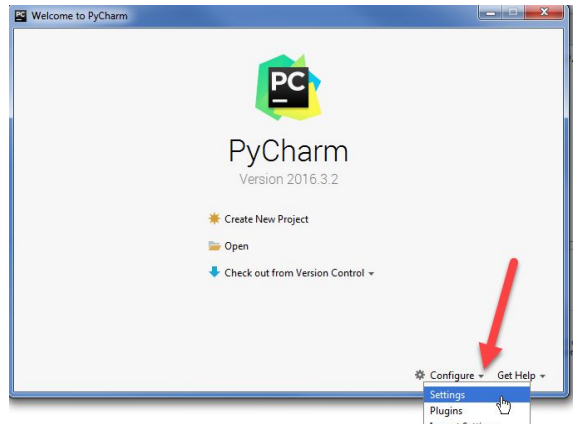 Welcome to PyCharm
PC
PyCharm
Version 2016.3.2
Create New Project
Open
Check out from Version Control
Configure Get Help
Settings
Plugins